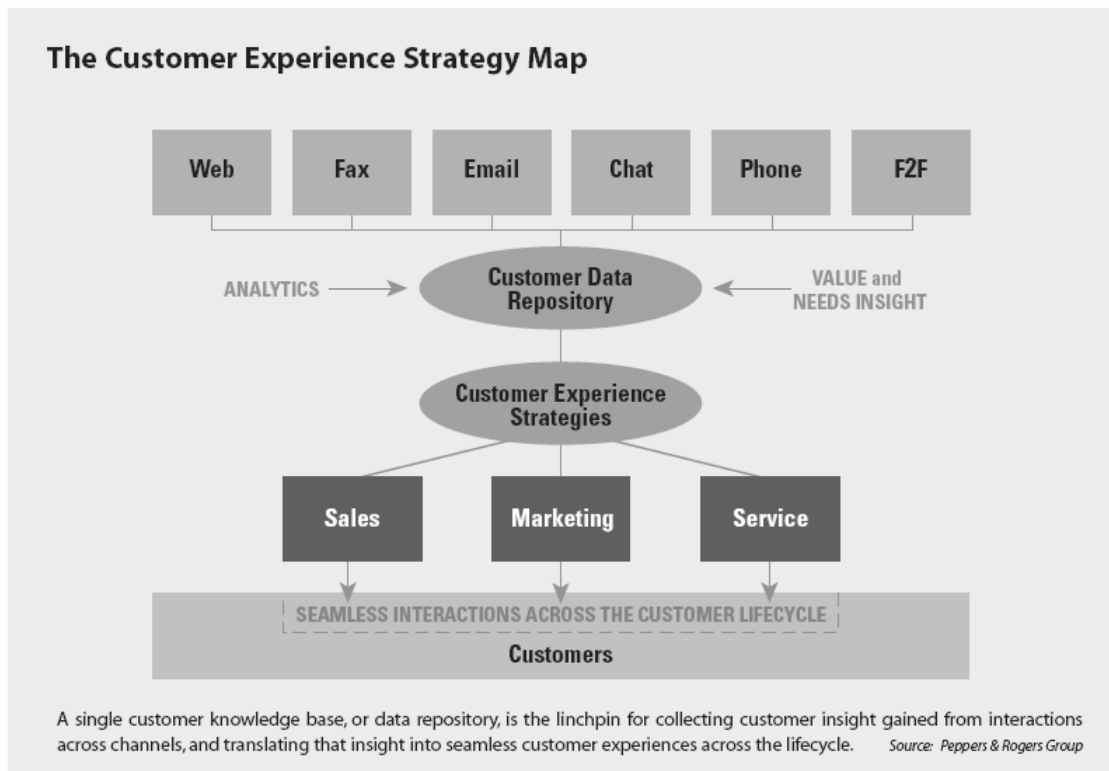 The Customer Experience Strategy Map
Web
Fax
Email
Chat
Phone
F2F
ANALYTICS
Customer Data
Repository
VALUE and
NEEDS INSIGHT
Customer Experience
Strategies
Sales
Marketing
Service
SEAMLESS INTERACTIONS ACROSS THE CUSTOMER LIFECYCLE
Customers
A single customer knowledge base, or data repository, is the linchpin for collecting customer insight gained from interactions
across channels, and translating that insight into seamless customer experiences across the lifecycle. Source: Peppers & Rogers Group